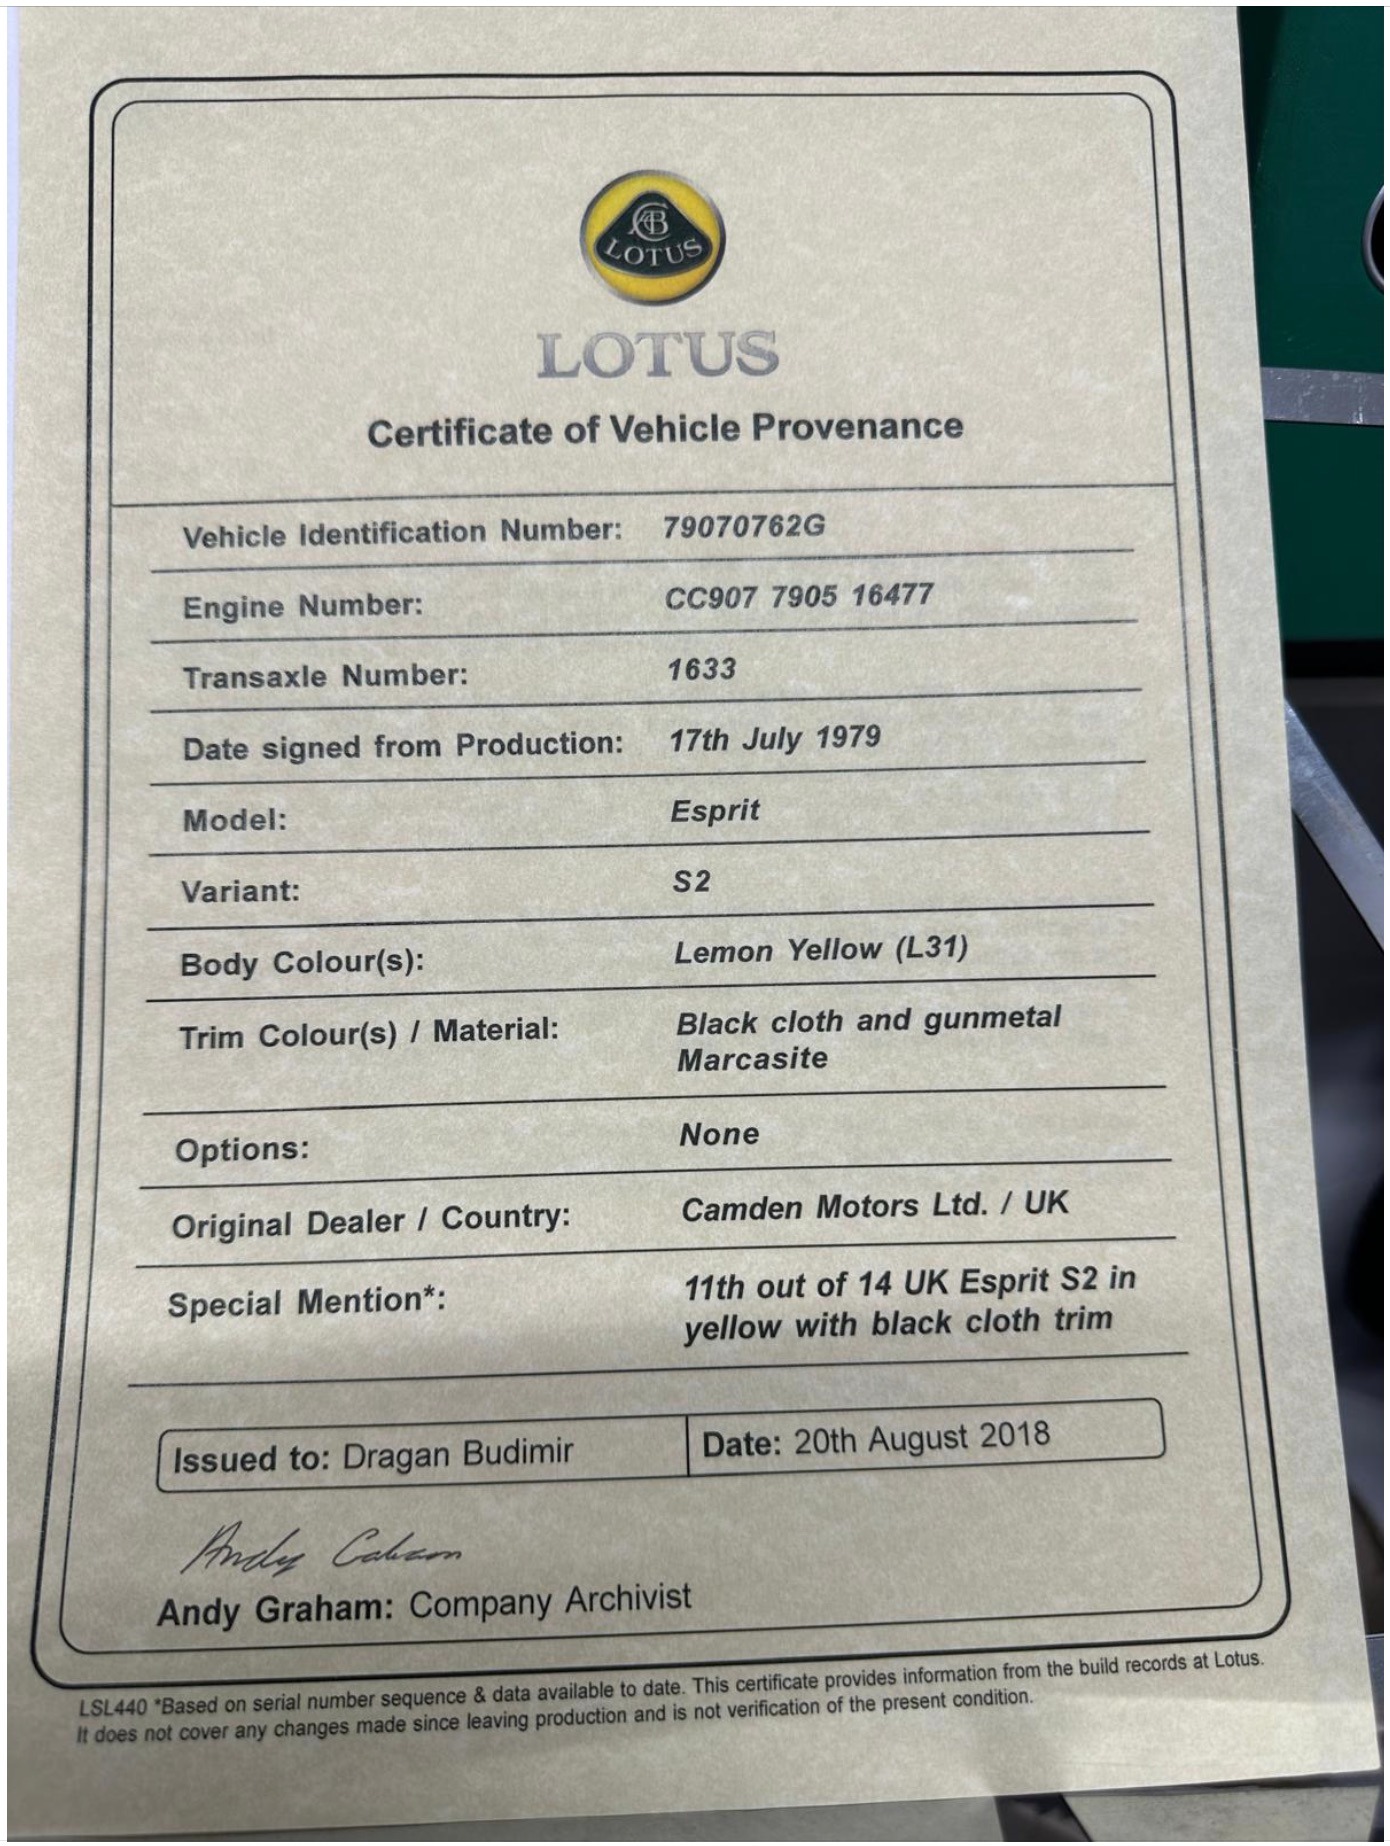 ACB
LOTUS
LOTUS
Certificate of Vehicle Provenance
Vehicle Identification Number: 79070762G
Engine Number: CC907 7905 16477
Transaxle Number: 1633
Date signed from Production: 17th July 1979
Model: Esprit
Variant: S2
Body Colour(s): Lemon Yellow (L31)
Trim Colour(s) / Material: Black cloth and gunmetal
Marcasite
Options: None
Original Dealer / Country: Camden Motors Ltd. / UK
Special Mention*: 11th out of 14 UK Esprit S2 in
yellow with black cloth trim
Issued to: Dragan Budimir Date: 20th August 2018
Andy Graham
Andy Graham: Company Archivist
LSL440 *Based on serial number sequence & data available to date. This certificate provides information from the build records at Lotus.
It does not cover any changes made since leaving production and is not verification of the present condition.